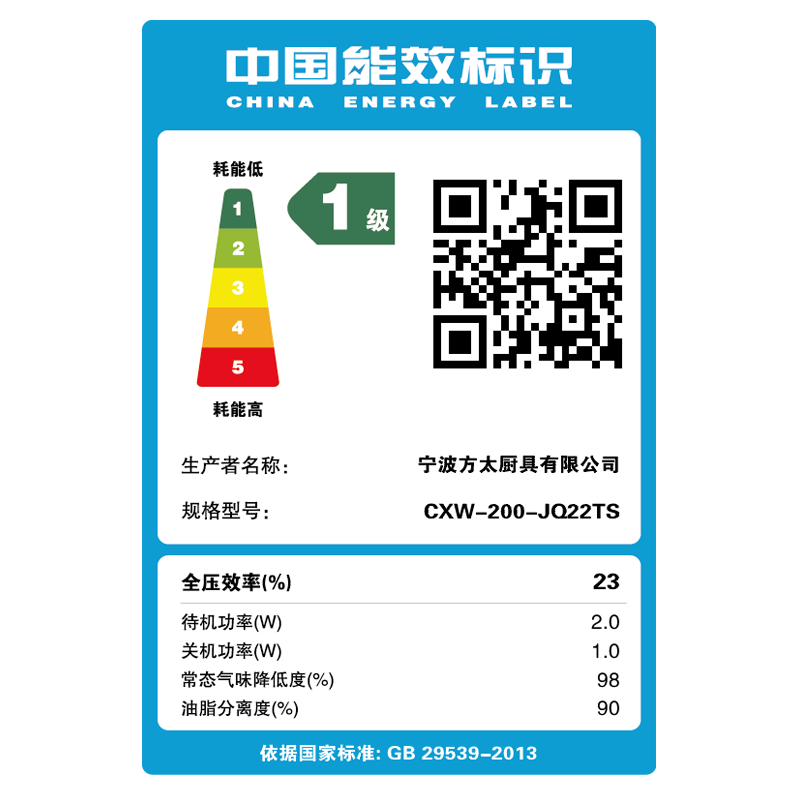 中国能效标识
CHINA ENERGY LABEL
耗能低
1
2
3
4
5
耗能高
1级
生产者名称: 宁波方太厨具有限公司
规格型号: CXW-200-JQ22TS
全压效率(%) 23
待机功率(W) 2.0
关机功率(W) 1.0
常态气味降低度(%) 98
油脂分离度(%) 90
依据国家标准: GB 29539-2013